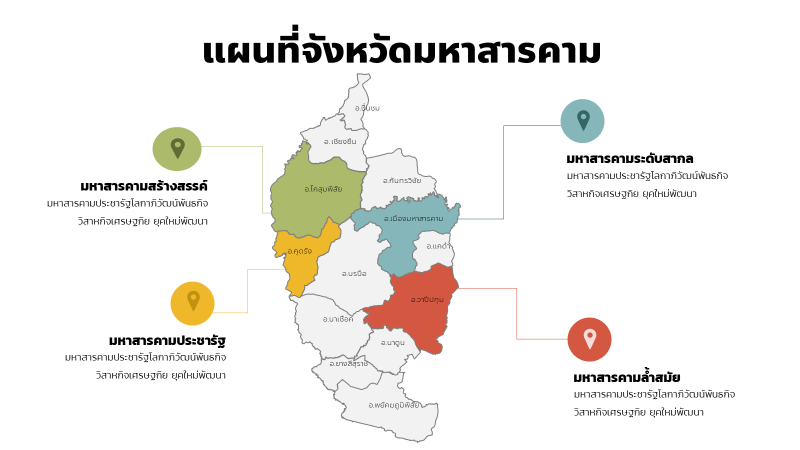 แผนที่จังหวัดมหาสารคาม
อ.ชื่นชม
อ.เชียงยืน
อ.โกสุมพิสัย
อ.กันทรวิชัย
อ.เมืองมหาสารคาม
อ.แกดำ
อ.กุดรัง
อ.บรบือ
อ.วาปีปทุม
อ.นาเชือก
อ.นาดูน
อ.ยางสีสุราช
อ.พยัคฆภูมิพิสัย
มหาสารคามสร้างสรรค์
มหาสารคามประชารัฐโลกาภิวัฒน์พันธกิจ
วิสาหกิจเศรษฐกิจ ยุคใหม่พัฒนา
มหาสารคามระดับสากล
มหาสารคามประชารัฐโลกาภิวัฒน์พันธกิจ
วิสาหกิจเศรษฐกิจ ยุคใหม่พัฒนา
มหาสารคามประชารัฐ
มหาสารคามประชารัฐโลกาภิวัฒน์พันธกิจ
วิสาหกิจเศรษฐกิจ ยุคใหม่พัฒนา
มหาสารคามล้ำสมัย
มหาสารคามประชารัฐโลกาภิวัฒน์พันธกิจ
วิสาหกิจเศรษฐกิจ ยุคใหม่พัฒนา